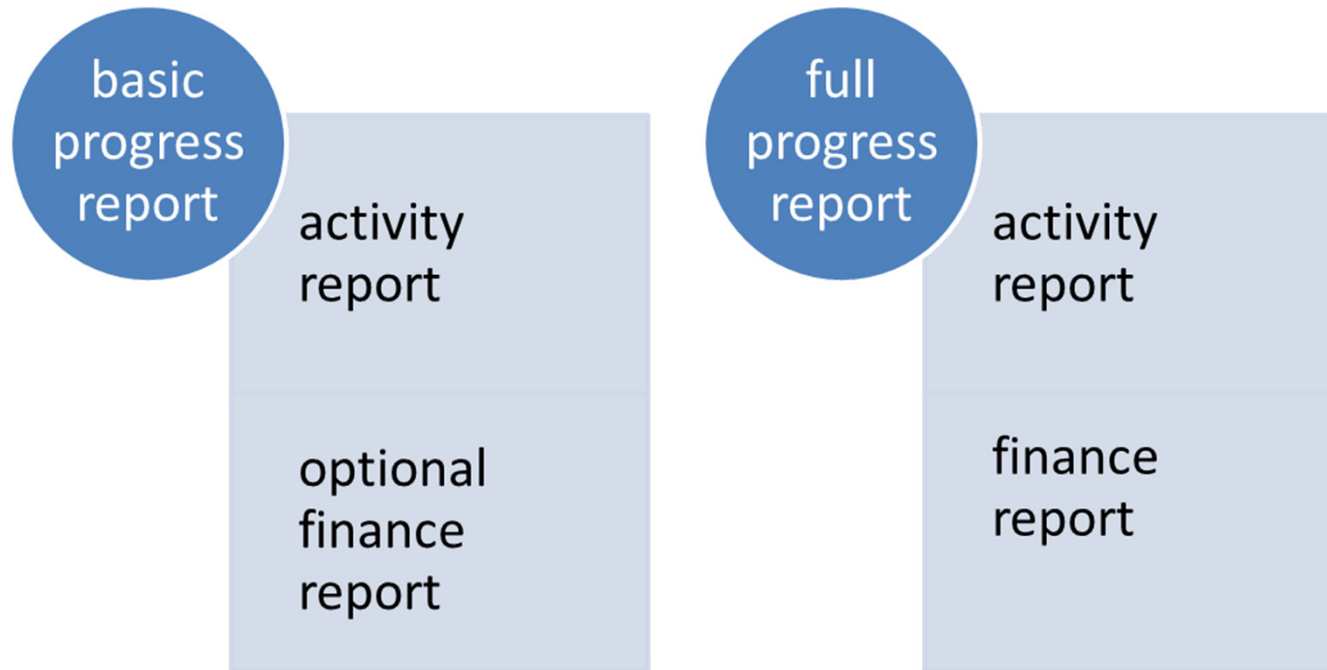 basic
progress
report
activity
report
optional
finance
report
full
progress
report
activity
report
finance
report